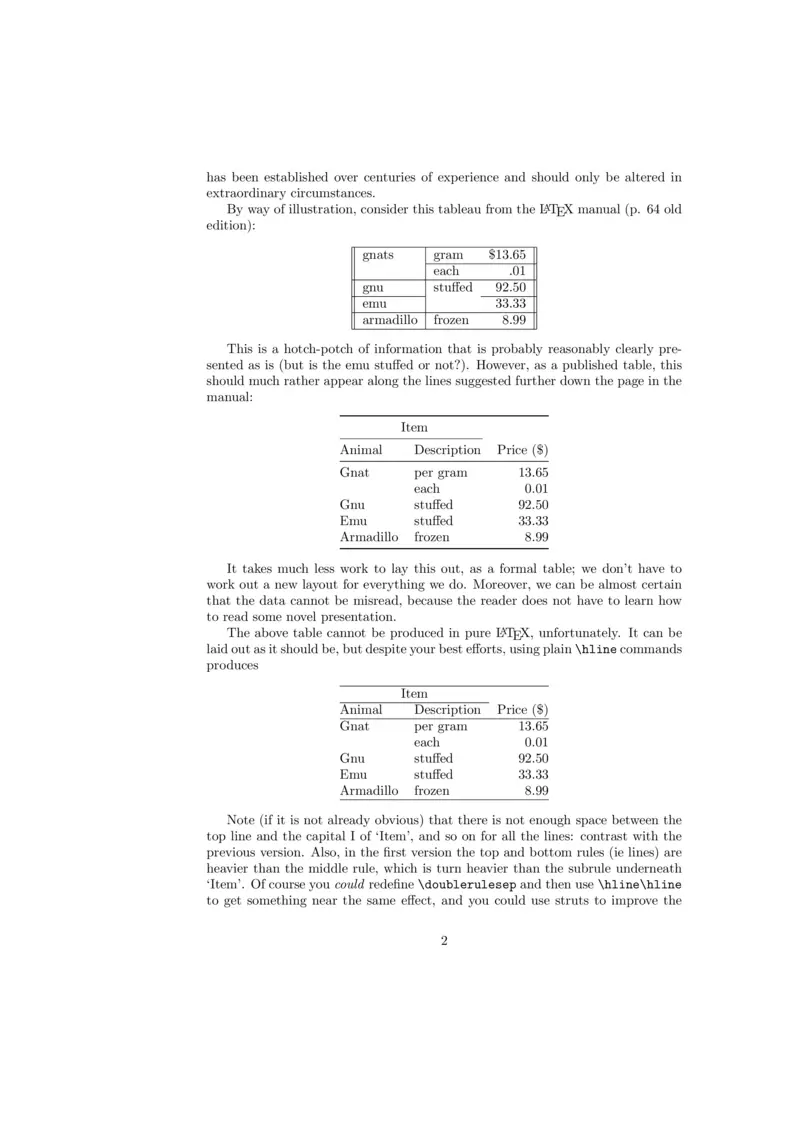 has been established over centuries of experience and should only be altered in
extraordinary circumstances.
By way of illustration, consider this tableau from the LATEX manual (p. 64 old
edition):
gnats gram $13.65
each .01
gnu stuffed 92.50
emu 33.33
armadillo frozen 8.99
This is a hotch-potch of information that is probably reasonably clearly pre-
sented as is (but is the emu stuffed or not?). However, as a published table, this
should much rather appear along the lines suggested further down the page in the
manual:
Item
Animal Description Price ($)
Gnat per gram 13.65
each 0.01
Gnu stuffed 92.50
Emu stuffed 33.33
Armadillo frozen 8.99
It takes much less work to lay this out, as a formal table; we don't have to
work out a new layout for everything we do. Moreover, we can be almost certain
that the data cannot be misread, because the reader does not have to learn how
to read some novel presentation.
The above table cannot be produced in pure LATEX, unfortunately. It can be
laid out as it should be, but despite your best efforts, using plain \hline commands
produces
Item
Animal Description Price ($)
Gnat per gram 13.65
each 0.01
Gnu stuffed 92.50
Emu stuffed 33.33
Armadillo frozen 8.99
Note (if it is not already obvious) that there is not enough space between the
top line and the capital I of 'Item', and so on for all the lines: contrast with the
previous version. Also, in the first version the top and bottom rules (ie lines) are
heavier than the middle rule, which is turn heavier than the subrule underneath
'Item'. Of course you could redefine \doublerulesep and then use \hline\hline
to get something near the same effect, and you could use struts to improve the
2